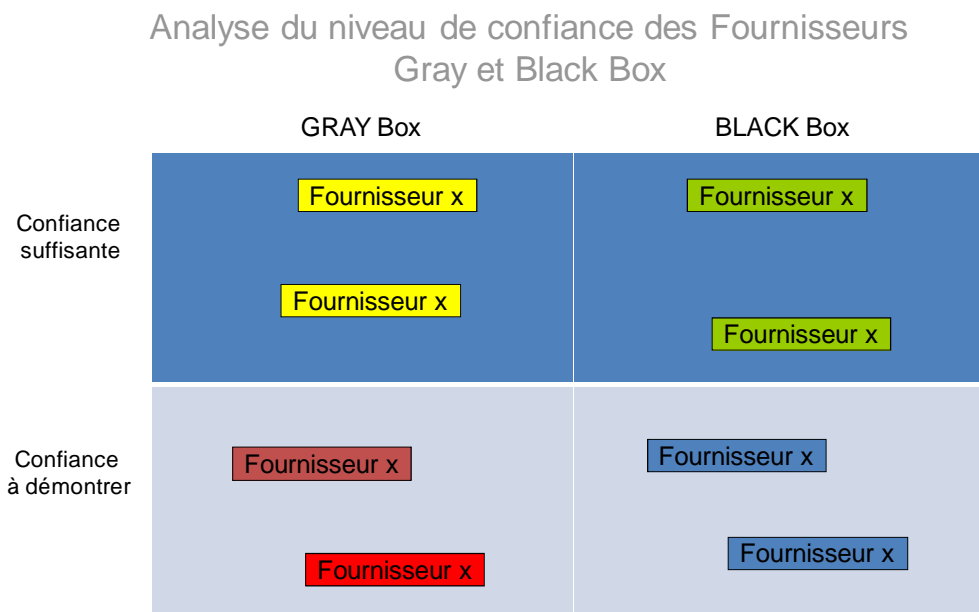 Analyse du niveau de confiance des Fournisseurs
Gray et Black Box
GRAY Box
BLACK Box
Confiance
suffisante
Fournisseur x
Fournisseur x
Fournisseur x
Fournisseur x
Confiance
à démontrer
Fournisseur x
Fournisseur x
Fournisseur x
Fournisseur x